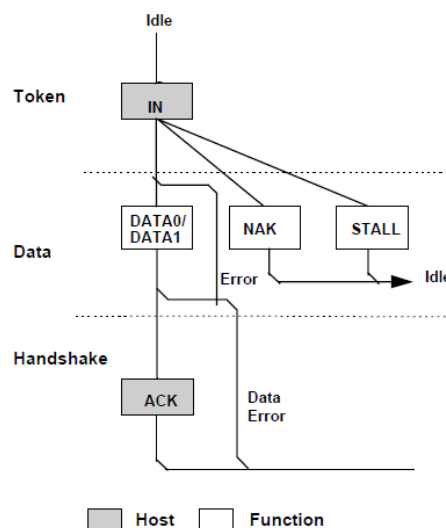 Idle
Token
IN
DATA0/
DATA1
NAK
STALL
Data
Error
Idle
Handshake
ACK
Data
Error
Host
Function